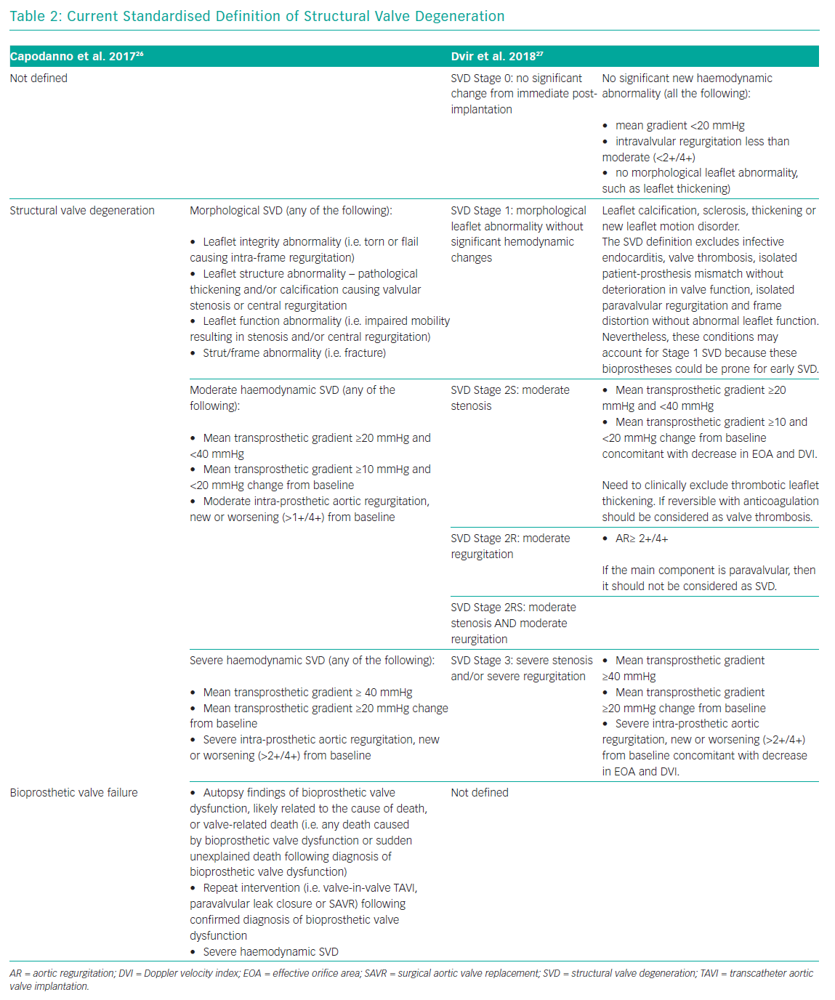 Table 2: Current Standardised Definition of Structural Valve Degeneration
Capodanno et al. 2017²⁶
Dvir et al. 2018²⁷
Not defined
SVD Stage 0: no significant
change from immediate post-
implantation
No significant new haemodynamic
abnormality (all the following):
• mean gradient <20 mmHg
• intravalvular regurgitation less than
moderate (<2+/4+)
• no morphological leaflet abnormality,
such as leaflet thickening)
Structural valve degeneration
Morphological SVD (any of the following):
• Leaflet integrity abnormality (i.e. torn or flail
causing intra-frame regurgitation)
• Leaflet structure abnormality – pathological
thickening and/or calcification causing valvular
stenosis or central regurgitation
• Leaflet function abnormality (i.e. impaired mobility
resulting in stenosis and/or central regurgitation)
• Strut/frame abnormality (i.e. fracture)
SVD Stage 1: morphological
leaflet abnormality without
significant hemodynamic
changes
Leaflet calcification, sclerosis, thickening or
new leaflet motion disorder.
The SVD definition excludes infective
endocarditis, valve thrombosis, isolated
patient-prosthesis mismatch without
deterioration in valve function, isolated
paravalvular regurgitation and frame
distortion without abnormal leaflet function.
Nevertheless, these conditions may
account for Stage 1 SVD because these
bioprostheses could be prone for early SVD.
Moderate haemodynamic SVD (any of the
following):
• Mean transprosthetic gradient ≥20 mmHg and
<40 mmHg
• Mean transprosthetic gradient ≥10 mmHg and
<20 mmHg change from baseline
• Moderate intra-prosthetic aortic regurgitation,
new or worsening (>1+/4+) from baseline
SVD Stage 2S: moderate
stenosis
• Mean transprosthetic gradient ≥20
mmHg and <40 mmHg
• Mean transprosthetic gradient ≥10 and
<20 mmHg change from baseline
concomitant with decrease in EOA and DVI.
Need to clinically exclude thrombotic leaflet
thickening. If reversible with anticoagulation
should be considered as valve thrombosis.
SVD Stage 2R: moderate
regurgitation
• AR≥ 2+/4+
If the main component is paravalvular, then
it should not be considered as SVD.
SVD Stage 2RS: moderate
stenosis AND moderate
reurgitation
Severe haemodynamic SVD (any of the following):
• Mean transprosthetic gradient ≥ 40 mmHg
• Mean transprosthetic gradient ≥20 mmHg change
from baseline
• Severe intra-prosthetic aortic regurgitation, new
or worsening (>2+/4+) from baseline
SVD Stage 3: severe stenosis
and/or severe regurgitation
• Mean transprosthetic gradient
≥40 mmHg
• Mean transprosthetic gradient
≥20 mmHg change from baseline
• Severe intra-prosthetic aortic
regurgitation, new or worsening (>2+/4+)
from baseline concomitant with decrease
in EOA and DVI.
Bioprosthetic valve failure
• Autopsy findings of bioprosthetic valve
dysfunction, likely related to the cause of death,
or valve-related death (i.e. any death caused
by bioprosthetic valve dysfunction or sudden
unexplained death following diagnosis of
bioprosthetic valve dysfunction)
• Repeat intervention (i.e. valve-in-valve TAVI,
paravalvular leak closure or SAVR) following
confirmed diagnosis of bioprosthetic valve
dysfunction
• Severe haemodynamic SVD
Not defined
AR = aortic regurgitation; DVI = Doppler velocity index; EOA = effective orifice area; SAVR = surgical aortic valve replacement; SVD = structural valve degeneration; TAVI = transcatheter aortic
valve implantation.